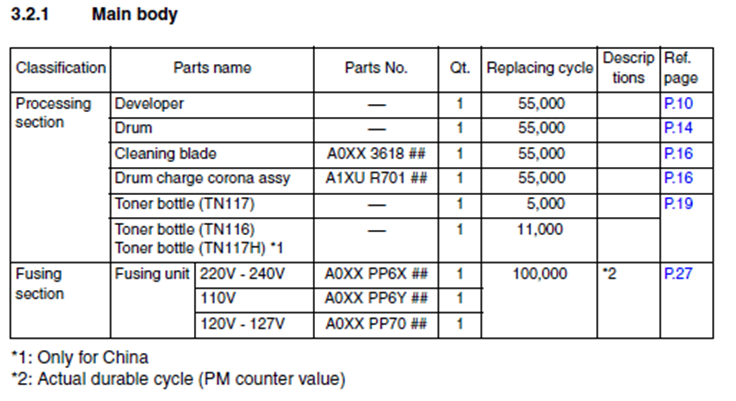 3.2.1 Main body
Classification Parts name Parts No. Qt. Replacing cycle Descrip Ref.
tions page
Processing Developer — 1 55,000 P.10
section
Drum — 1 55,000 P.14
Cleaning blade A0XX 3618 ## 1 55,000 P.16
Drum charge corona assy A1XU R701 ## 1 55,000 P.16
Toner bottle (TN117) — 1 5,000 P.19
Toner bottle (TN116) — 1 11,000
Toner bottle (TN117H) *1
Fusing Fusing unit 220V - 240V A0XX PP6X ## 1 100,000 *2 P.27
section
110V A0XX PP6Y ## 1
120V - 127V A0XX PP70 ## 1
*1: Only for China
*2: Actual durable cycle (PM counter value)